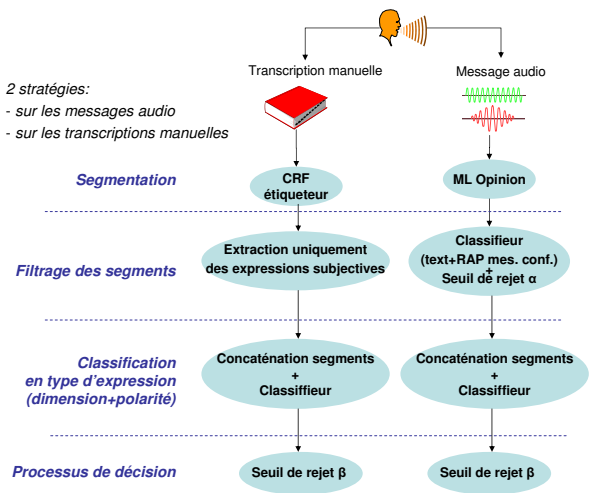 Transcription manuelle
Message audio
2 stratégies:
- sur les messages audio
- sur les transcriptions manuelles
Segmentation
CRF
étiqueteur
ML Opinion
Filtrage des segments
Extraction uniquement
des expressions subjectives
Classifieur
(text+RAP mes. conf.)
+
Seuil de rejet α
Classification
en type d'expression
(dimension+polarité)
Concaténation segments
+
Classiffieur
Concaténation segments
+
Classiffieur
Processus de décision
Seuil de rejet β
Seuil de rejet β